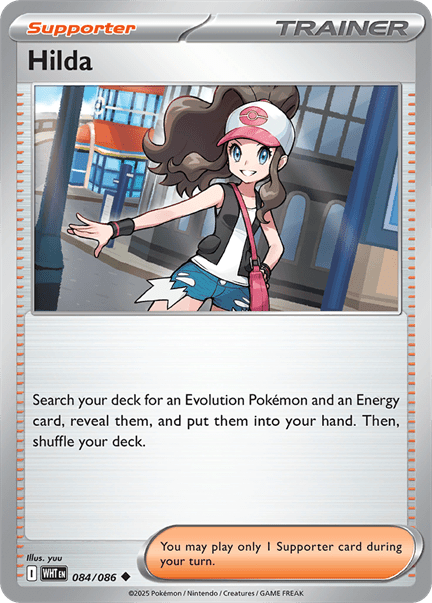 Supporter TRAINER
Hilda
Search your deck for an Evolution Pokémon and an Energy
card, reveal them, and put them into your hand. Then,
shuffle your deck.
You may play only 1 Supporter card during
your turn.
Illus. yuu
I WHT EN 084/086 ◆
©2025 Pokémon / Nintendo / Creatures / GAME FREAK